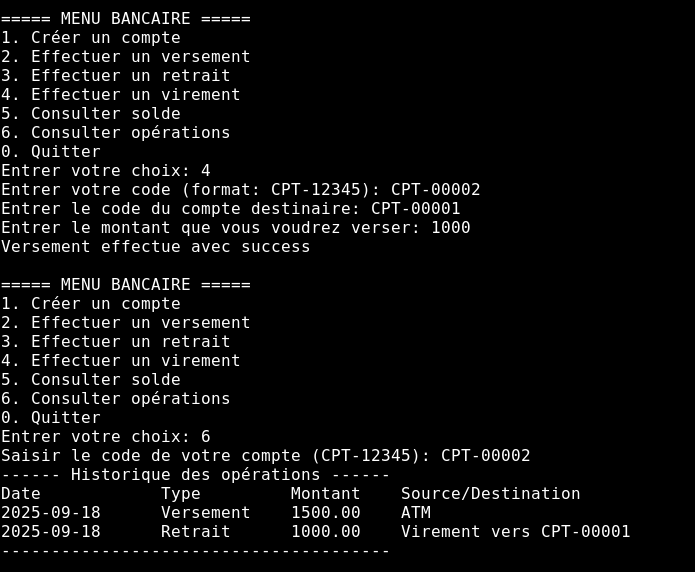 ===== MENU BANCAIRE =====
1. Créer un compte
2. Effectuer un versement
3. Effectuer un retrait
4. Effectuer un virement
5. Consulter solde
6. Consulter opérations
0. Quitter
Entrer votre choix: 4
Entrer votre code (format: CPT-12345): CPT-00002
Entrer le code du compte destinaire: CPT-00001
Entrer le montant que vous voudrez verser: 1000
Versement effectue avec success

===== MENU BANCAIRE =====
1. Créer un compte
2. Effectuer un versement
3. Effectuer un retrait
4. Effectuer un virement
5. Consulter solde
6. Consulter opérations
0. Quitter
Entrer votre choix: 6
Saisir le code de votre compte (CPT-12345): CPT-00002
------ Historique des opérations ------
Date            Type         Montant    Source/Destination
2025-09-18      Versement    1500.00    ATM
2025-09-18      Retrait      1000.00    Virement vers CPT-00001
---------------------------------------